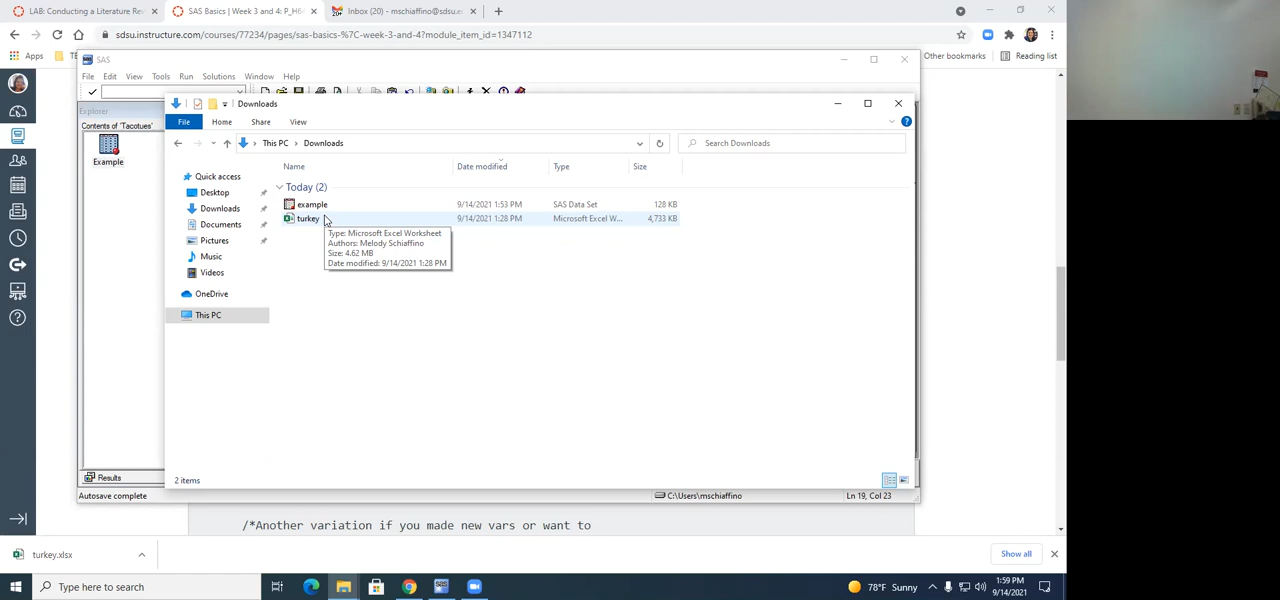 LAB: Conducting a Literature Re
SAS Basics | Week 3 and 4: P_H64
Inbox (20) - mschiaffino@sdsu.e
sdsu.instructure.com/courses/77234/pages/sas-basics-%7C-week-3-and-4?module_item_id=1347112
Apps
Other bookmarks
Reading list
SAS
File Edit View Tools Run Solutions Window Help
Explorer
Contents of 'Tacotues'
Example
Results
Downloads
File Home Share View
This PC > Downloads
Search Downloads
Name Date modified Type Size
Quick access
Desktop
Downloads
Documents
Pictures
Music
Videos
OneDrive
This PC
Today (2)
example 9/14/2021 1:53 PM SAS Data Set 128 KB
turkey 9/14/2021 1:28 PM Microsoft Excel W... 4,733 KB
Type: Microsoft Excel Worksheet
Authors: Melody Schiaffino
Size: 4.62 MB
Date modified: 9/14/2021 1:28 PM
2 items
Autosave complete
C:\Users\mschiaffino
Ln 19, Col 23
/*Another variation if you made new vars or want to
turkey.xlsx
Show all
Type here to search
78°F Sunny
1:59 PM
9/14/2021